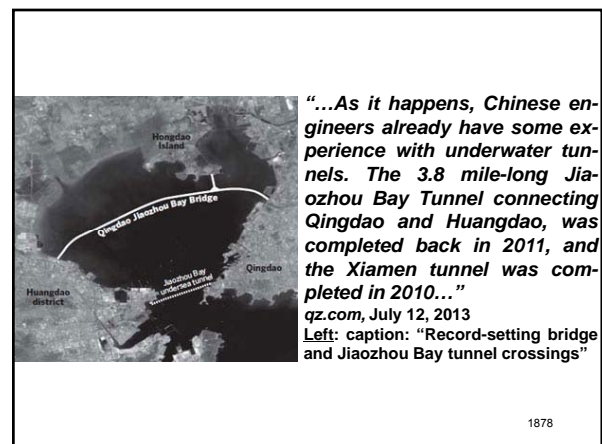 Hongdao
Island
Qingdao Jiaozhou Bay Bridge
Jiaozhou Bay
undersea tunnel
Qingdao
Huangdao
district
“…As it happens, Chinese en-
gineers already have some ex-
perience with underwater tun-
nels. The 3.8 mile-long Jia-
ozhou Bay Tunnel connecting
Qingdao and Huangdao, was
completed back in 2011, and
the Xiamen tunnel was com-
pleted in 2010…”
qz.com, July 12, 2013
Left: caption: “Record-setting bridge
and Jiaozhou Bay tunnel crossings”
1878